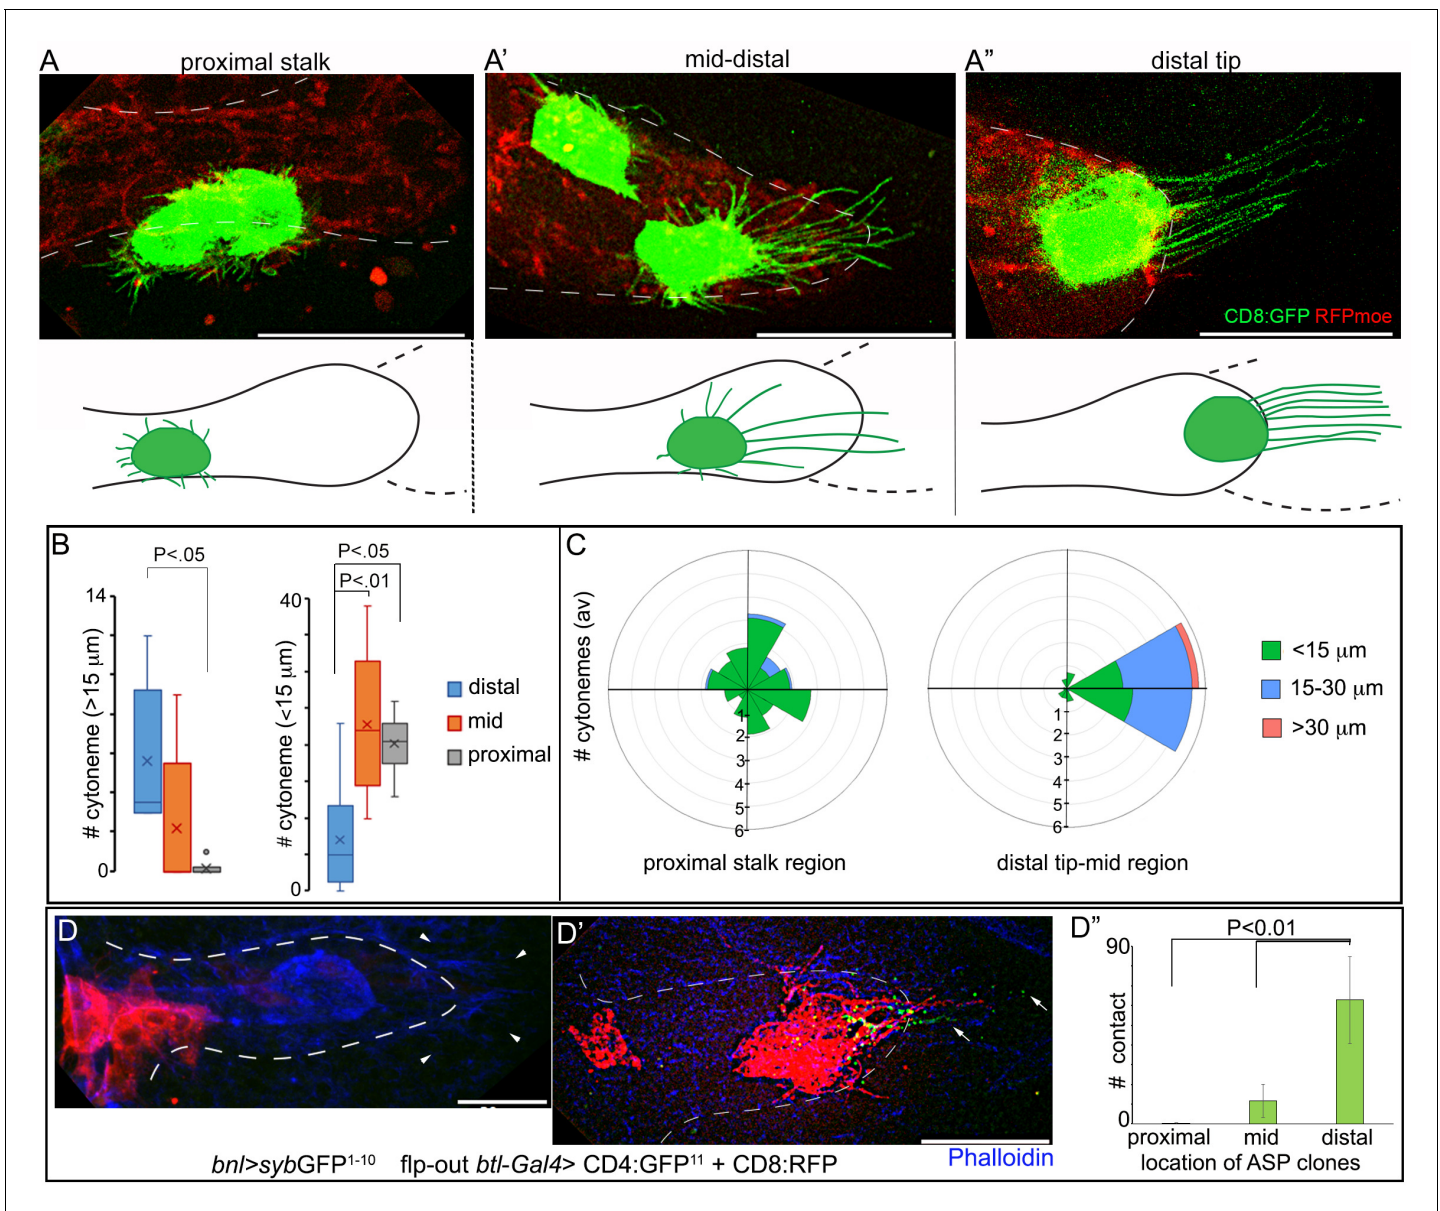 A proximal stalk
A' mid-distal
A" distal tip
CD8:GFP RFPmoe
B
P<.05
14
# cytoneme (>15 μm)
0
P<.05
P<.01
40
# cytoneme (<15 μm)
0
distal
mid
proximal
C
# cytonemes (av)
1
2
3
4
5
6
proximal stalk region
1
2
3
4
5
6
distal tip-mid region
<15 μm
15-30 μm
>30 μm
D
D'
D"
P<0.01
90
# contact
0
proximal mid distal
location of ASP clones
bnl>sybGFP1-10 flp-out btl-Gal4> CD4:GFP11 + CD8:RFP
Phalloidin